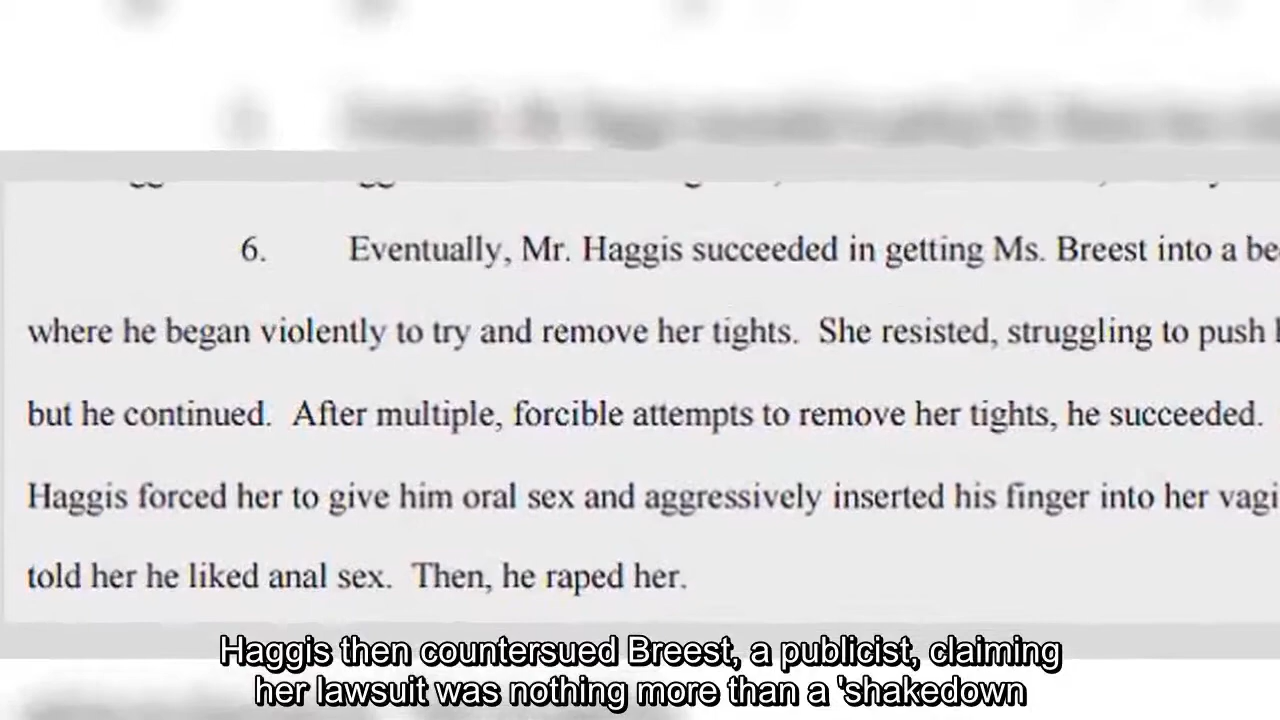 6. Eventually, Mr. Haggis succeeded in getting Ms. Breest into a be
where he began violently to try and remove her tights. She resisted, struggling to push
but he continued. After multiple, forcible attempts to remove her tights, he succeeded.
Haggis forced her to give him oral sex and aggressively inserted his finger into her vagi
told her he liked anal sex. Then, he raped her.
Haggis then countersued Breest, a publicist, claiming
her lawsuit was nothing more than a 'shakedown